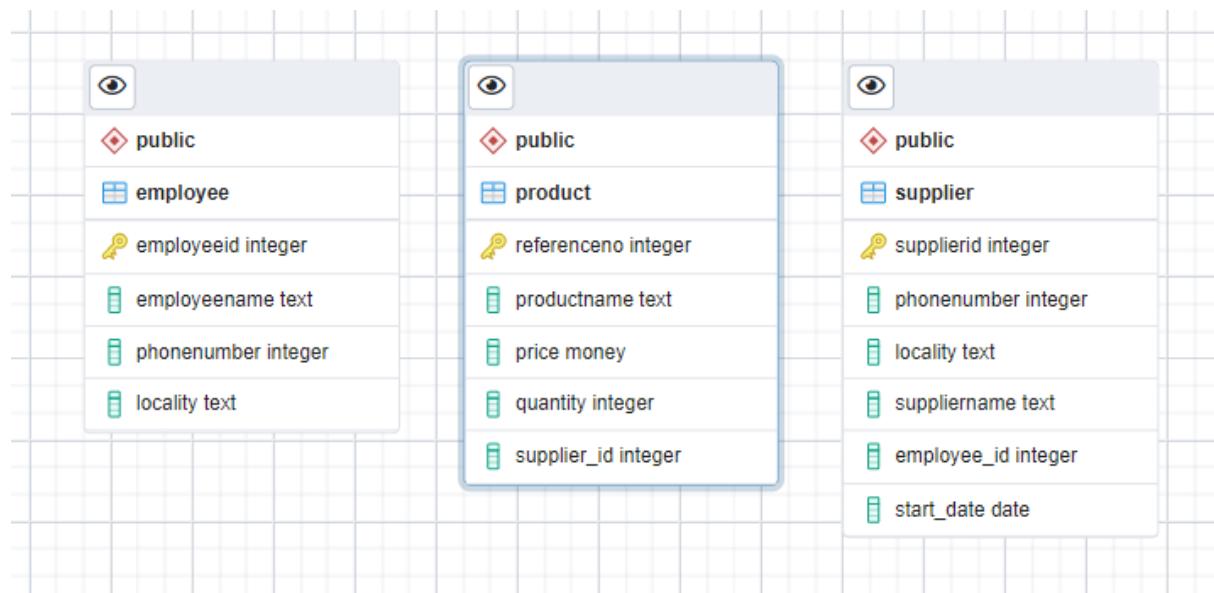 public
employee
employeeid integer
employeename text
phonenumber integer
locality text
public
product
referenceno integer
productname text
price money
quantity integer
supplier_id integer
public
supplier
supplierid integer
phonenumber integer
locality text
suppliername text
employee_id integer
start_date date